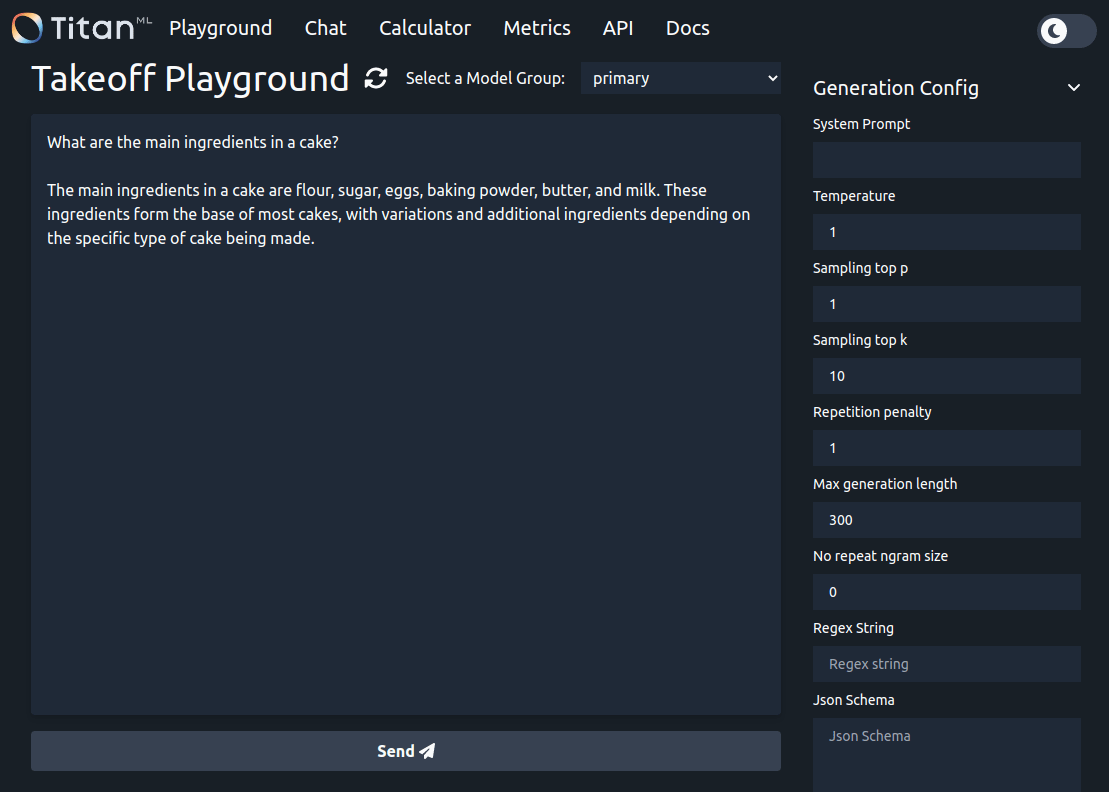 Titan ML Playground Chat Calculator Metrics API Docs
Takeoff Playground Select a Model Group: primary
What are the main ingredients in a cake?
The main ingredients in a cake are flour, sugar, eggs, baking powder, butter, and milk. These
ingredients form the base of most cakes, with variations and additional ingredients depending on
the specific type of cake being made.
Send
Generation Config
System Prompt
Temperature
1
Sampling top p
1
Sampling top k
10
Repetition penalty
1
Max generation length
300
No repeat ngram size
0
Regex String
Regex string
Json Schema
Json Schema